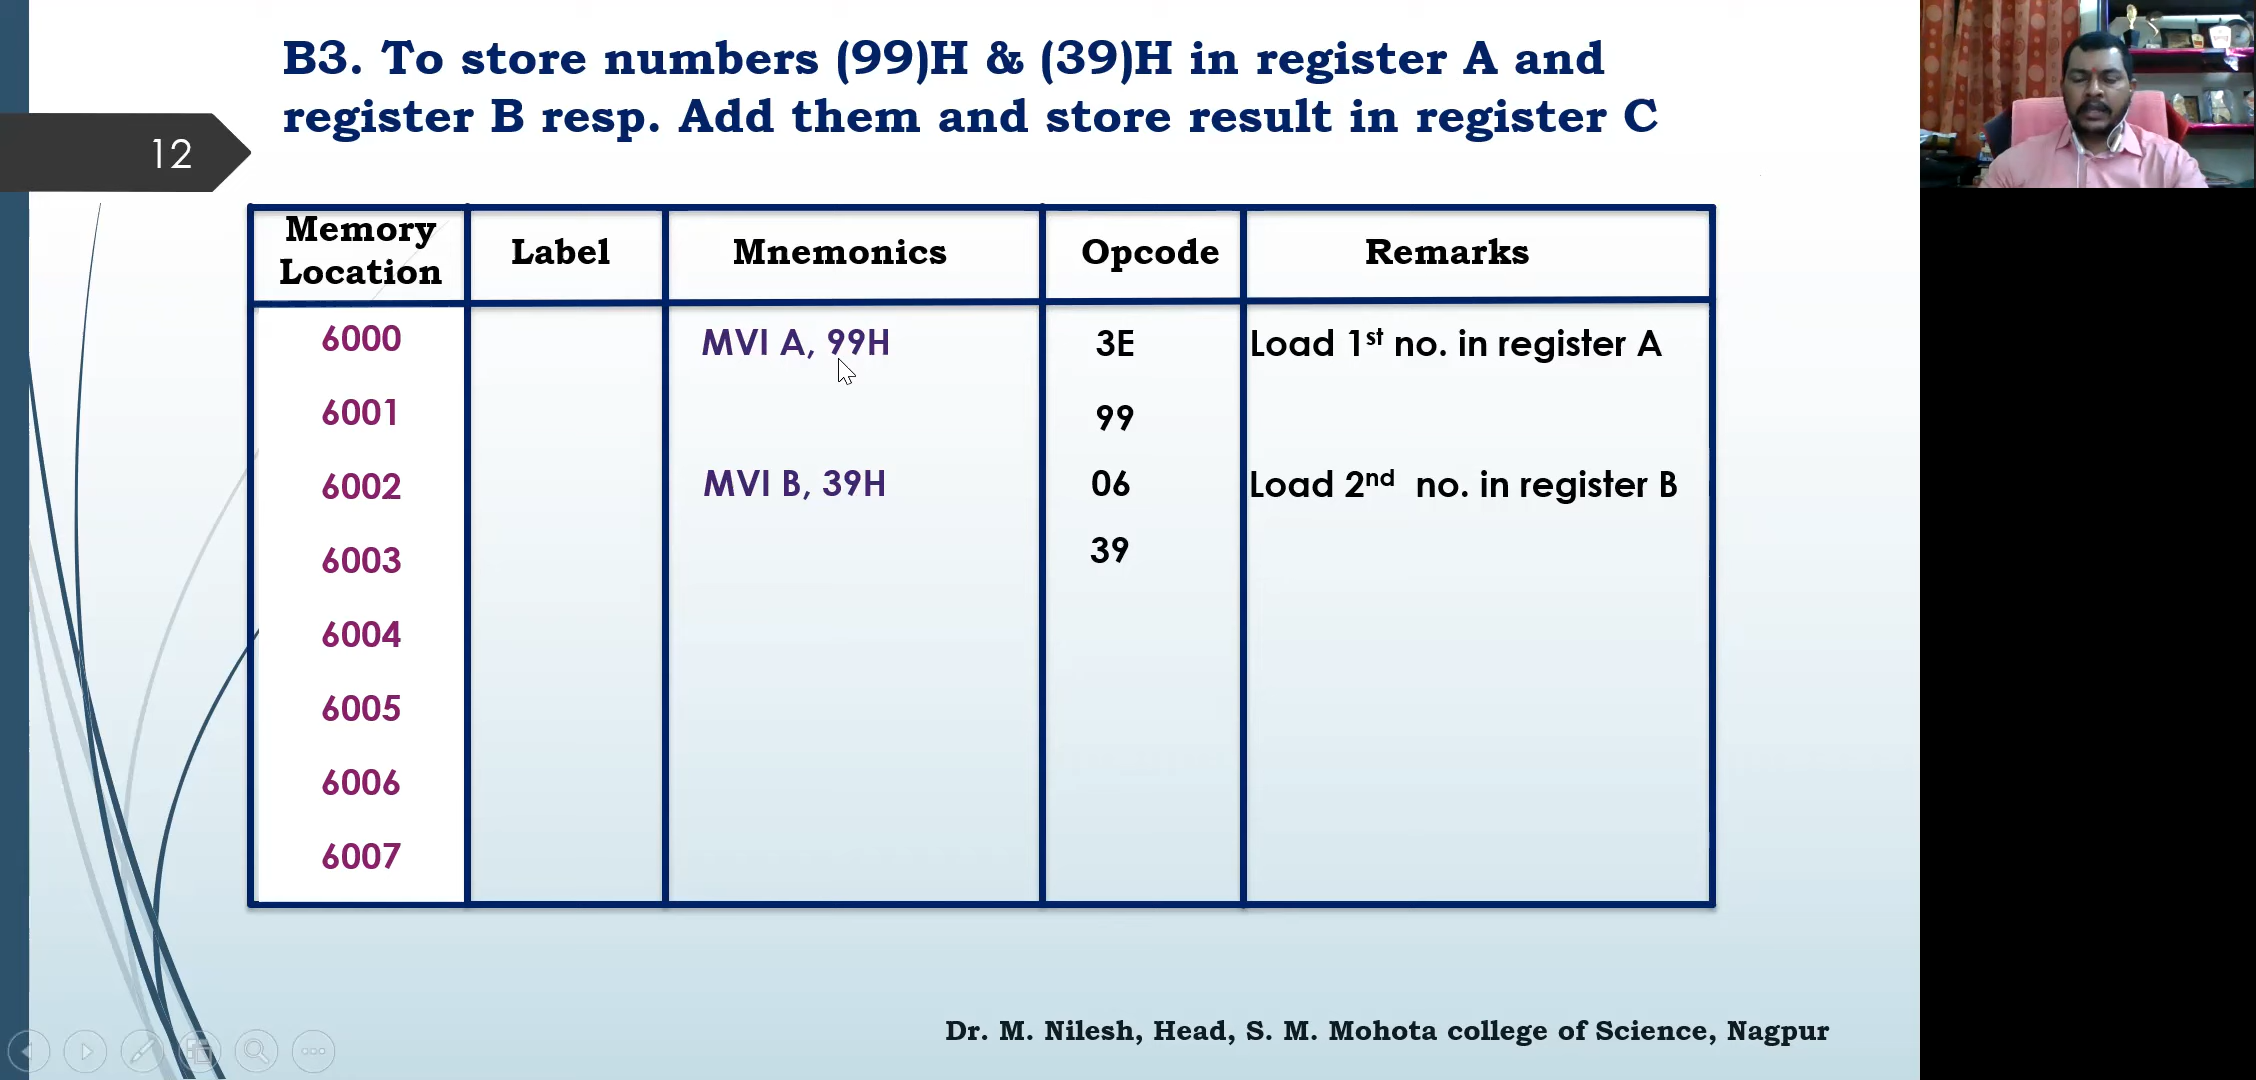 B3. To store numbers (99)H & (39)H in register A and
register B resp. Add them and store result in register C
12
Memory Location Label Mnemonics Opcode Remarks
6000 MVI A, 99H 3E Load 1st no. in register A
6001 99
6002 MVI B, 39H 06 Load 2nd no. in register B
6003 39
6004
6005
6006
6007
Dr. M. Nilesh, Head, S. M. Mohota college of Science, Nagpur